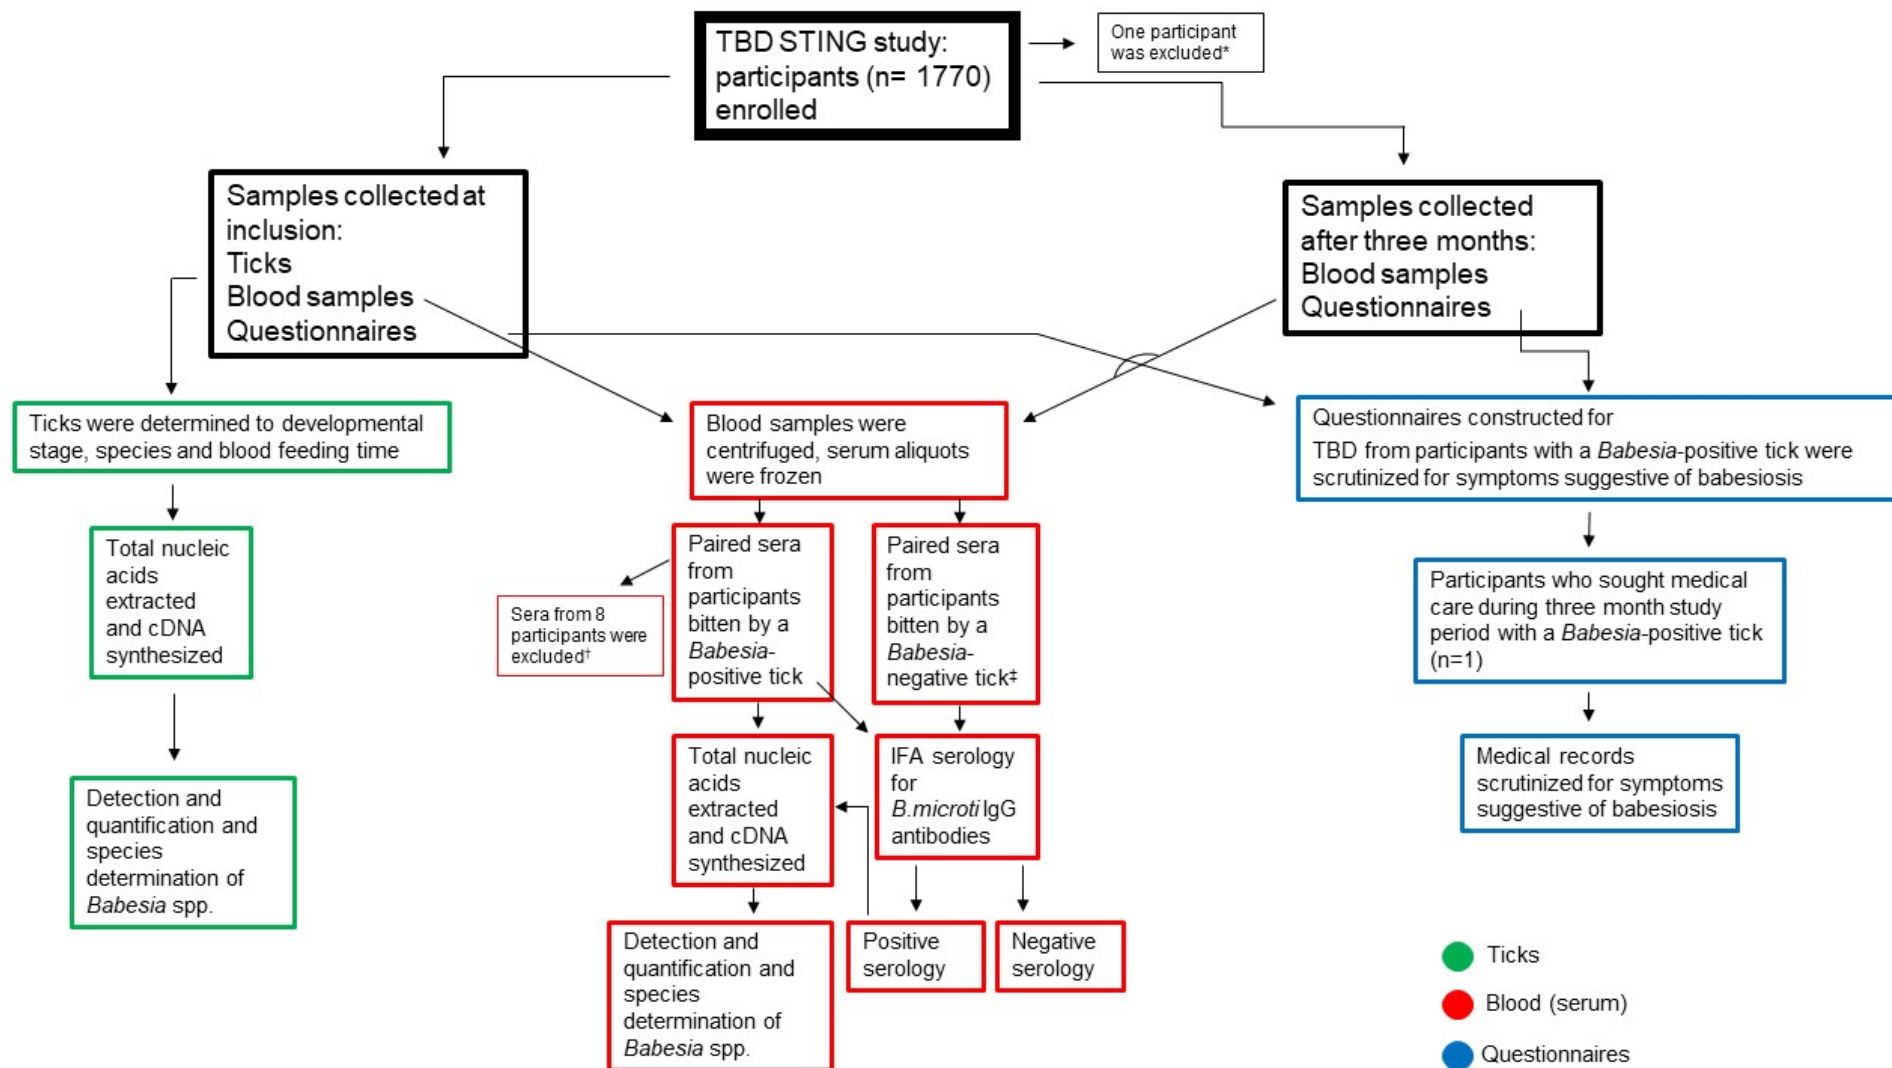 TBD STING study:
participants (n= 1770)
enrolled
One participant
was excluded*
Samples collected at
inclusion:
Ticks
Blood samples
Questionnaires
Samples collected
after three months:
Blood samples
Questionnaires
Ticks were determined to developmental
stage, species and blood feeding time
Blood samples were
centrifuged, serum aliquots
were frozen
Questionnaires constructed for
TBD from participants with a Babesia-positive tick were
scrutinized for symptoms suggestive of babesiosis
Total nucleic
acids
extracted
and cDNA
synthesized
Sera from 8
participants were
excluded†
Paired sera
from
participants
bitten by a
Babesia-
positive tick
Paired sera
from
participants
bitten by a
Babesia-
negative tick‡
Participants who sought medical
care during three month study
period with a Babesia-positive tick
(n=1)
Detection and
quantification and
species
determination of
Babesia spp.
Total nucleic
acids
extracted
and cDNA
synthesized
IFA serology
for
B.microti IgG
antibodies
Medical records
scrutinized for symptoms
suggestive of babesiosis
Detection and
quantification and
species
determination of
Babesia spp.
Positive
serology
Negative
serology
Ticks
Blood (serum)
Questionnaires